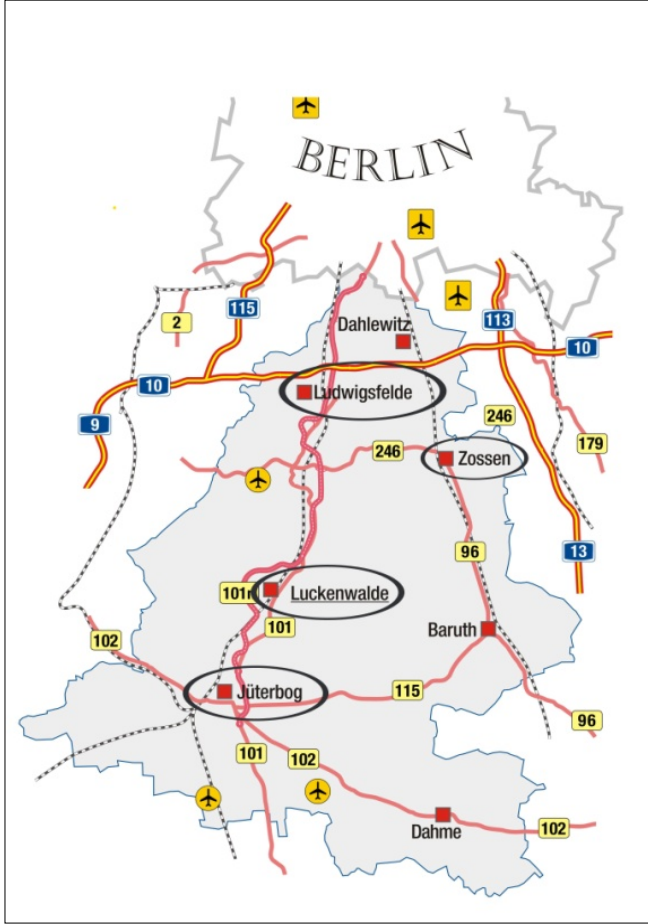 BERLIN
115
2
113
Dahlewitz
10
10
Ludwigsfelde
9
246
179
246
Zossen
96
13
101n
Luckenwalde
101
Baruth
102
Jüterbog
115
96
101
102
Dahme
102